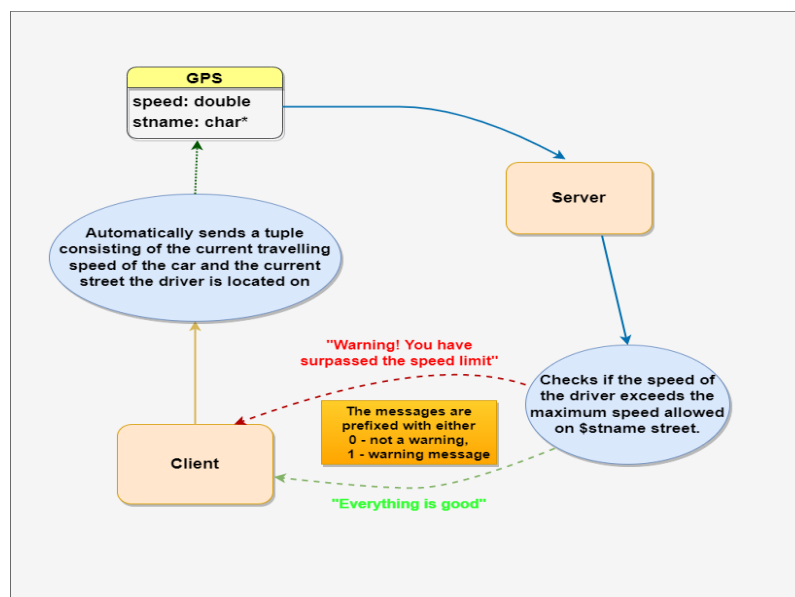 GPS
speed: double
stname: char*
Server
Automatically sends a tuple
consisting of the current travelling
speed of the car and the current
street the driver is located on
"Warning! You have
surpassed the speed limit"
Checks if the speed of
the driver exceeds the
maximum speed allowed
on $stname street.
The messages are
prefixed with either
0 - not a warning,
1 - warning message
Client
"Everything is good"